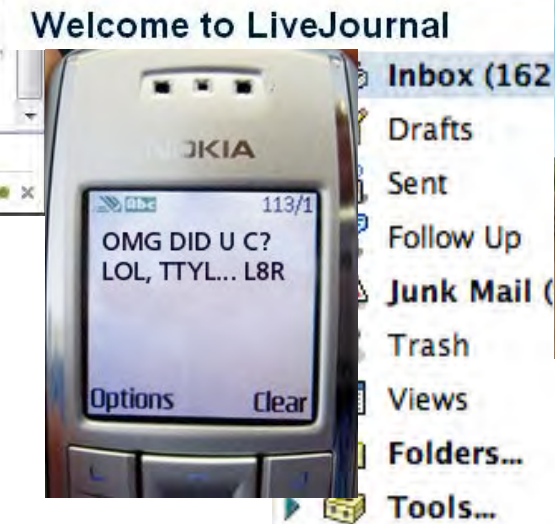 Welcome to LiveJournal
NOKIA
Abc 113/1
OMG DID U C?
LOL, TTYL... L8R
Options Clear
Inbox (162
Drafts
Sent
Follow Up
Junk Mail (
Trash
Views
Folders...
Tools...